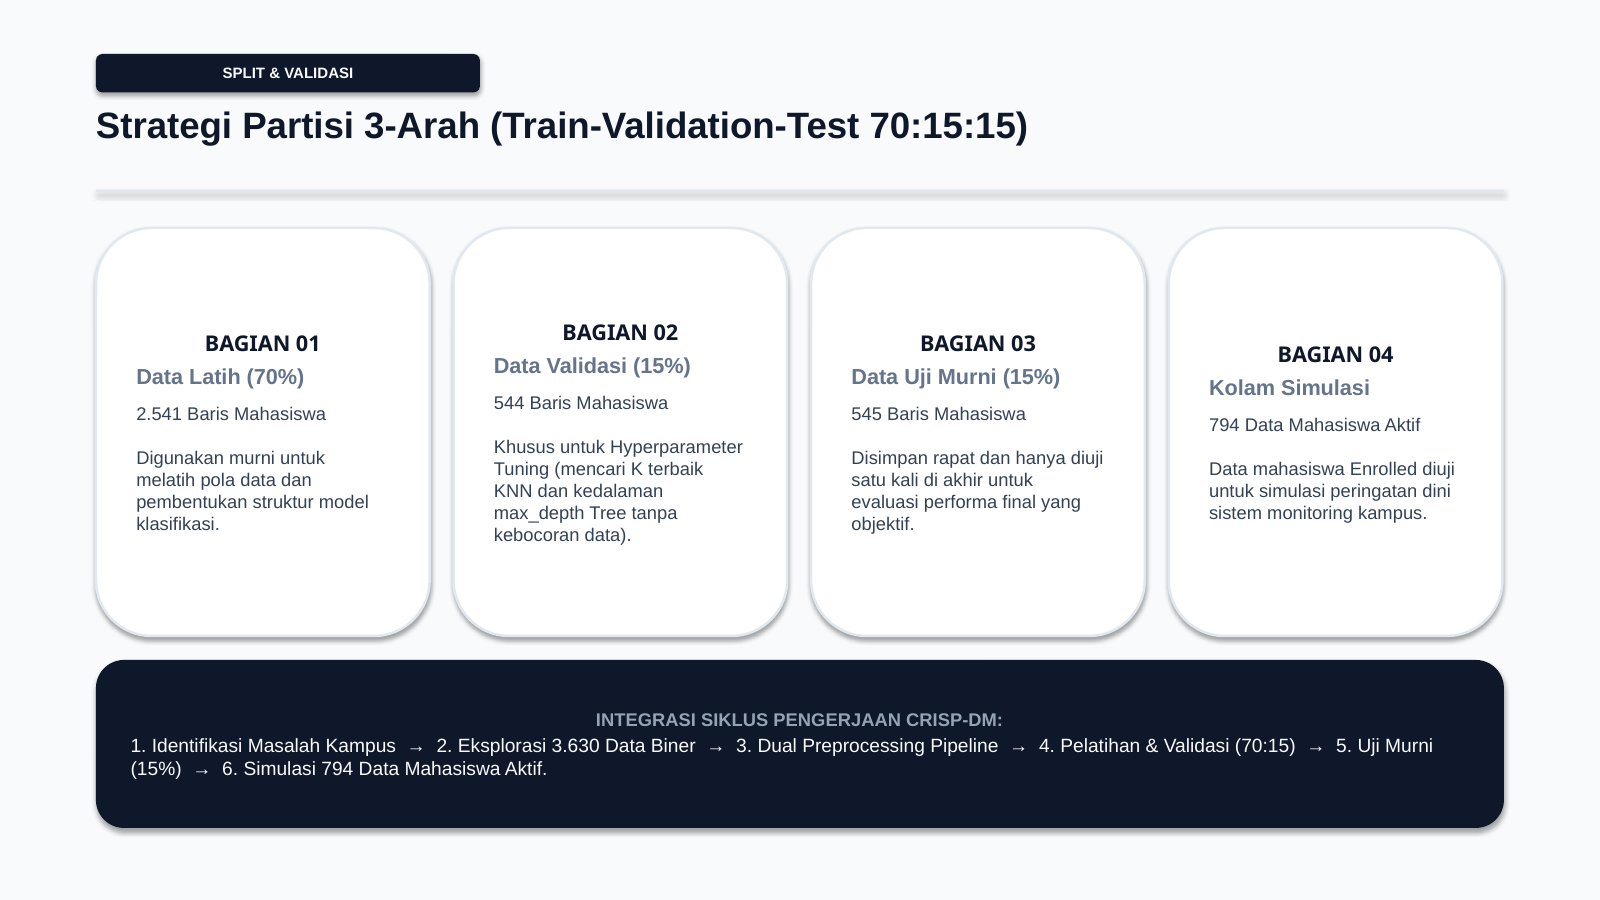 SPLIT & VALIDASI
Strategi Partisi 3-Arah (Train-Validation-Test 70:15:15)
BAGIAN 01
Data Latih (70%)
2.541 Baris Mahasiswa
Digunakan murni untuk
melatih pola data dan
pembentukan struktur model
klasifikasi.
BAGIAN 02
Data Validasi (15%)
544 Baris Mahasiswa
Khusus untuk Hyperparameter
Tuning (mencari K terbaik
KNN dan kedalaman
max_depth Tree tanpa
kebocoran data).
BAGIAN 03
Data Uji Murni (15%)
545 Baris Mahasiswa
Disimpan rapat dan hanya diuji
satu kali di akhir untuk
evaluasi performa final yang
objektif.
BAGIAN 04
Kolam Simulasi
794 Data Mahasiswa Aktif
Data mahasiswa Enrolled diuji
untuk simulasi peringatan dini
sistem monitoring kampus.
INTEGRASI SIKLUS PENGERJAAN CRISP-DM:
1. Identifikasi Masalah Kampus → 2. Eksplorasi 3.630 Data Biner → 3. Dual Preprocessing Pipeline → 4. Pelatihan & Validasi (70:15) → 5. Uji Murni
(15%) → 6. Simulasi 794 Data Mahasiswa Aktif.